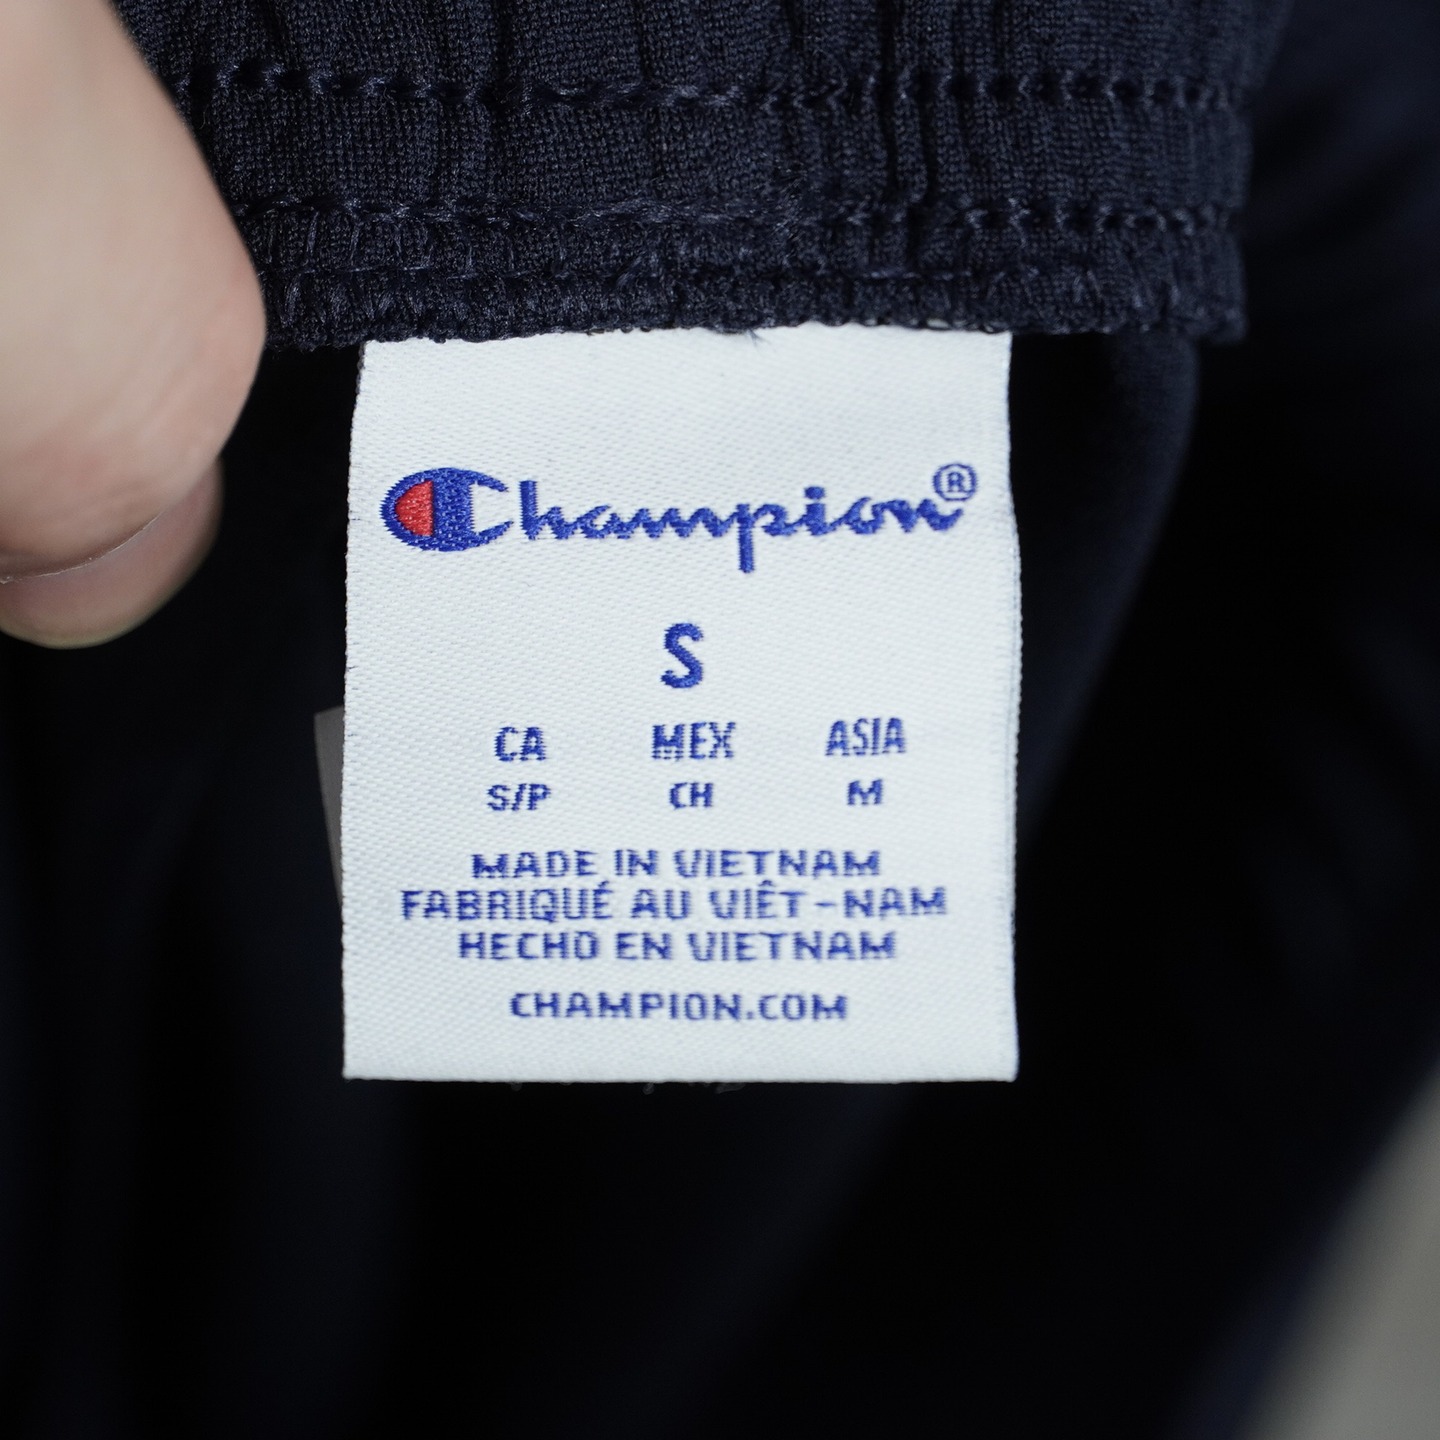 Champion®
S
CA MEX ASIA
S/P CH M
MADE IN VIETNAM
FABRIQUÉ AU VIÊT-NAM
HECHO EN VIETNAM
CHAMPION.COM